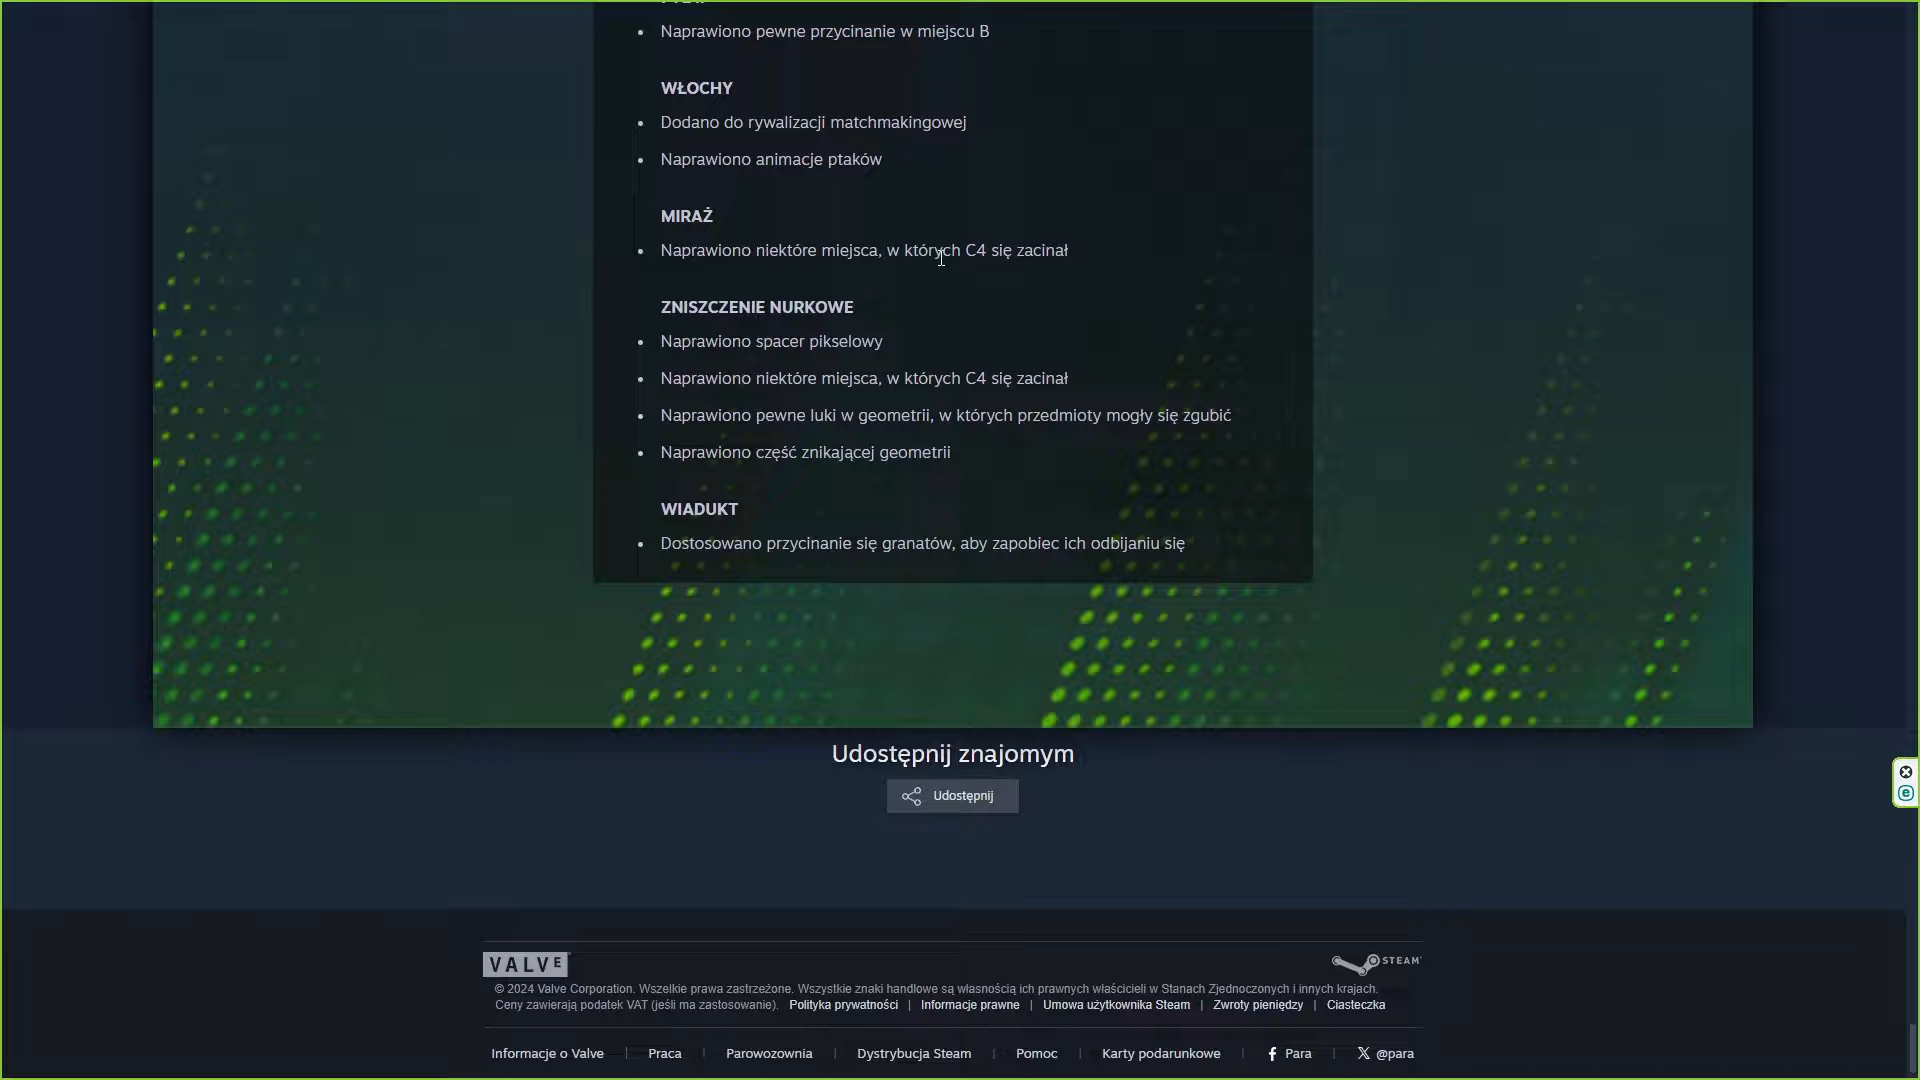 Naprawiono pewne przycinanie w miejscu B
WŁOCHY
Dodano do rywalizacji matchmakingowej
Naprawiono animacje ptaków
MIRAŻ
Naprawiono niektóre miejsca, w których C4 się zacinał
ZNISZCZENIE NURKOWE
Naprawiono spacer pikselowy
Naprawiono niektóre miejsca, w których C4 się zacinał
Naprawiono pewne luki w geometrii, w których przedmioty mogły się zgubić
Naprawiono część znikającej geometrii
WIADUKT
Dostosowano przycinanie się granatów, aby zapobiec ich odbijaniu się
Udostępnij znajomym
Udostępnij
VALVE STEAM
© 2024 Valve Corporation. Wszelkie prawa zastrzeżone. Wszystkie znaki handlowe są własnością ich prawnych właścicieli w Stanach Zjednoczonych i innych krajach.
Ceny zawierają podatek VAT (jeśli ma zastosowanie). Polityka prywatności | Informacje prawne | Umowa użytkownika Steam | Zwroty pieniędzy | Ciasteczka
Informacje o Valve | Praca | Parowozownia | Dystrybucja Steam | Pomoc | Karty podarunkowe | Para | @para